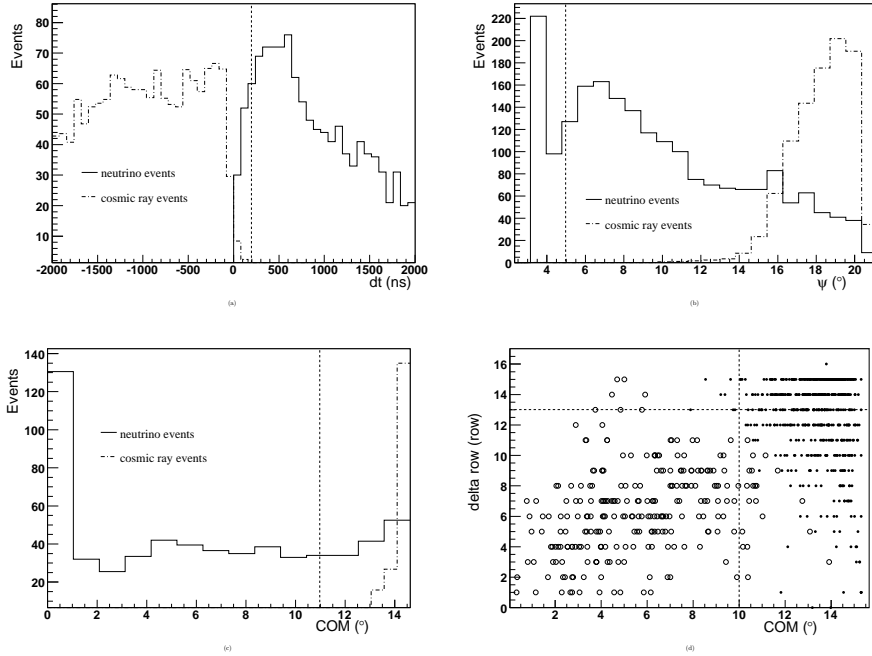 Events
80
70
60
50
40
30
20
10
neutrino events
cosmic ray events
-2000 -1500 -1000 -500 0 500 1000 1500 2000
dt (ns)
(a)
Events
220
200
180
160
140
120
100
80
60
40
20
0
neutrino events
cosmic ray events
4 6 8 10 12 14 16 18 20
ψ (°)
(b)
Events
140
120
100
80
60
40
20
neutrino events
cosmic ray events
0 2 4 6 8 10 12 14
COM (°)
(c)
delta row (row)
16
14
12
10
8
6
4
2
0
0 2 4 6 8 10 12 14
COM (°)
(d)